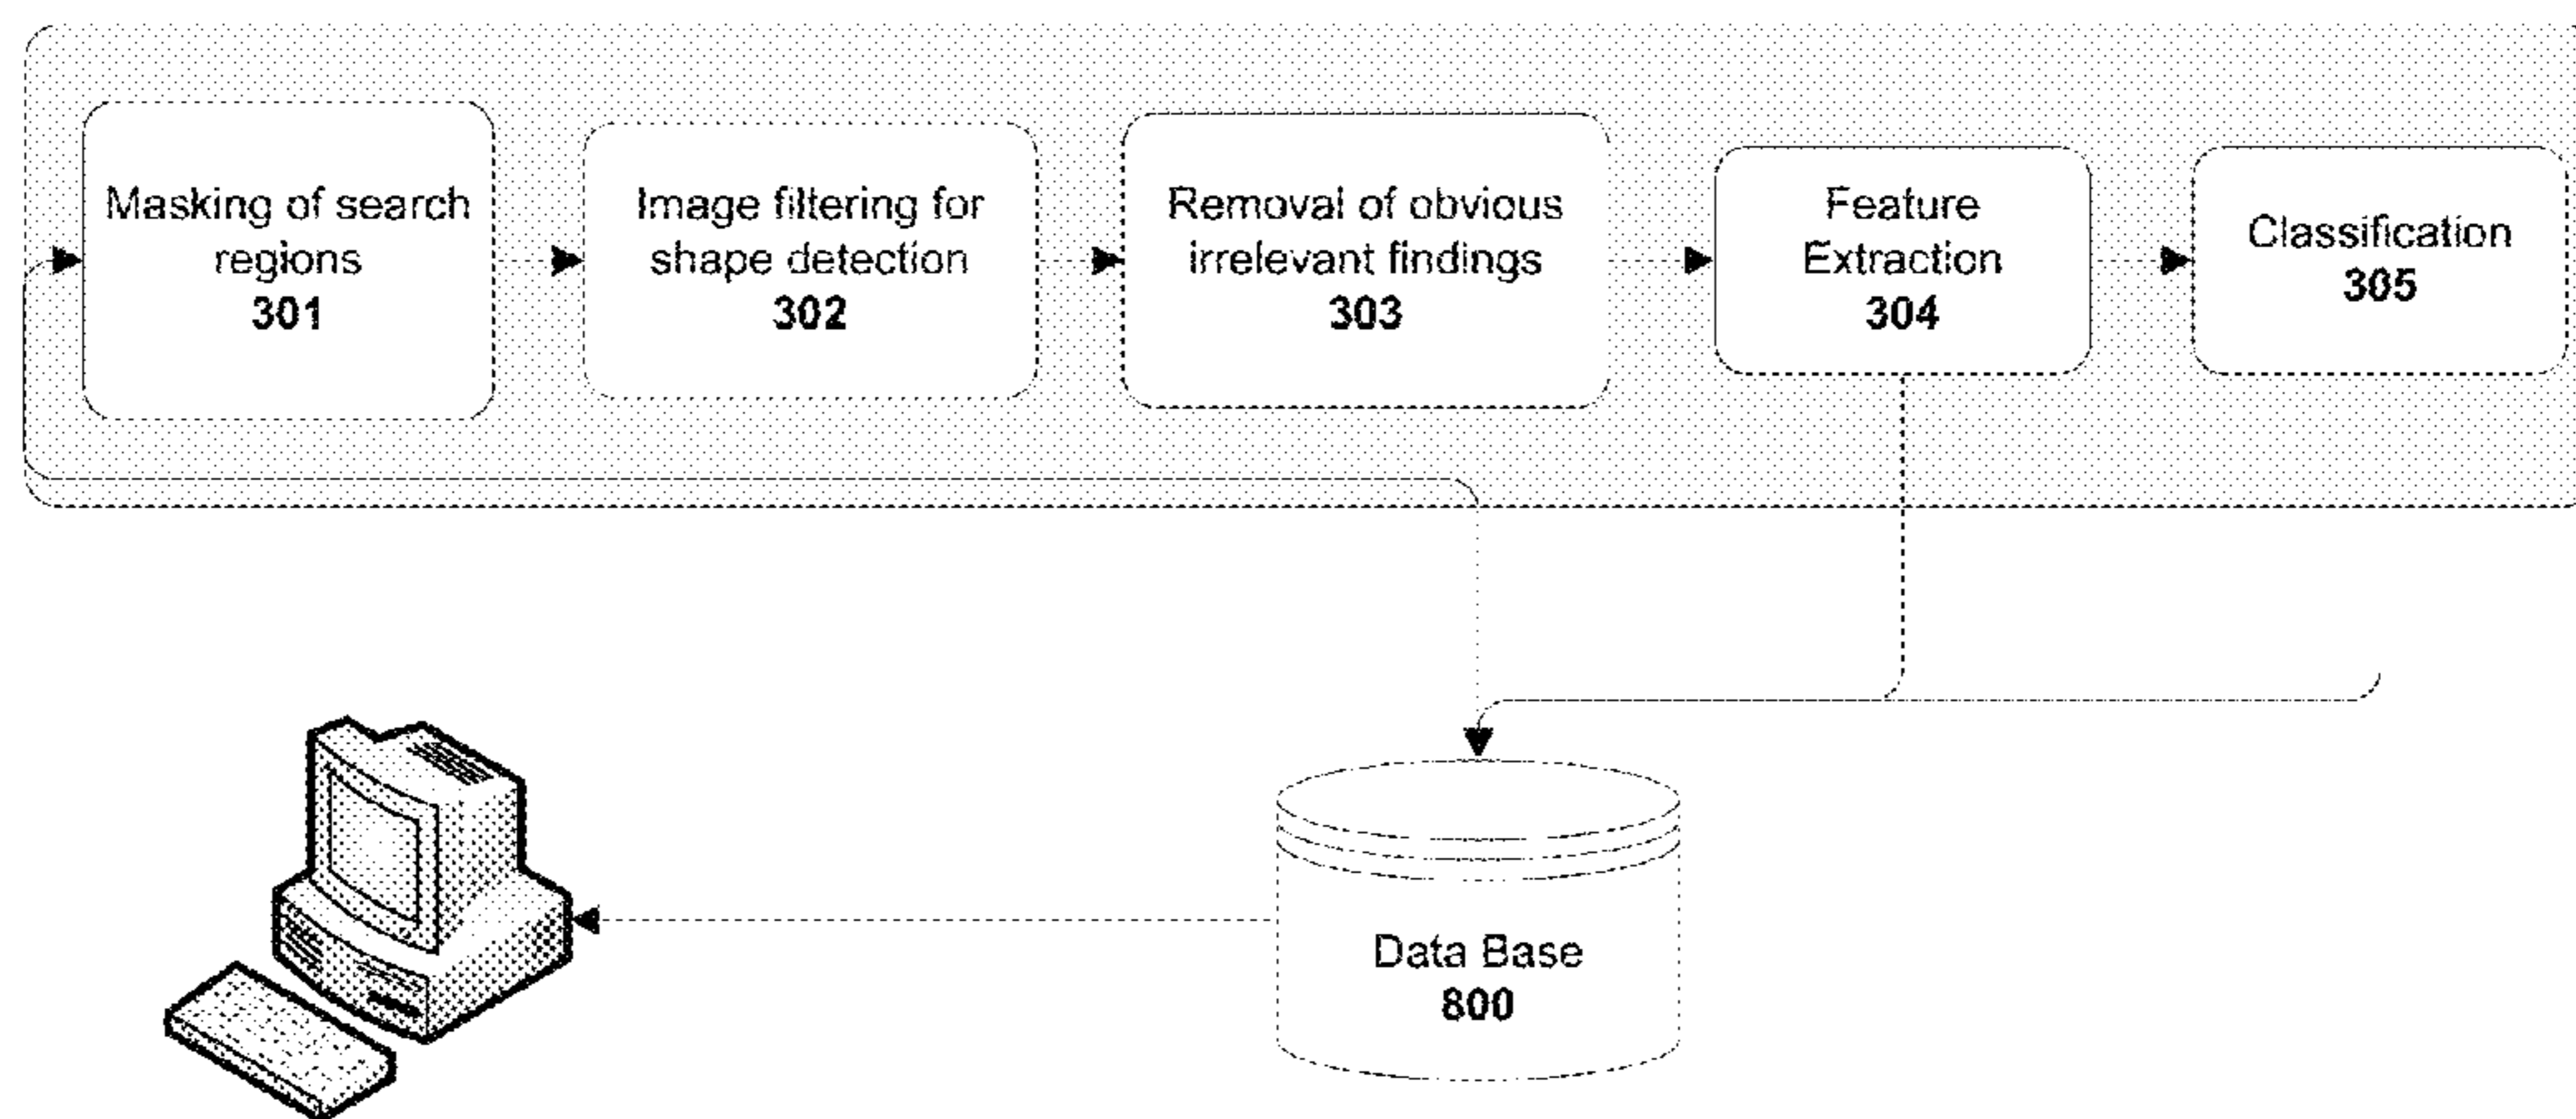 Masking of search
regions
301
Image filtering for
shape detection
302
Removal of obvious
irrelevant findings
303
Feature
Extraction
304
Classification
305
Data Base
800